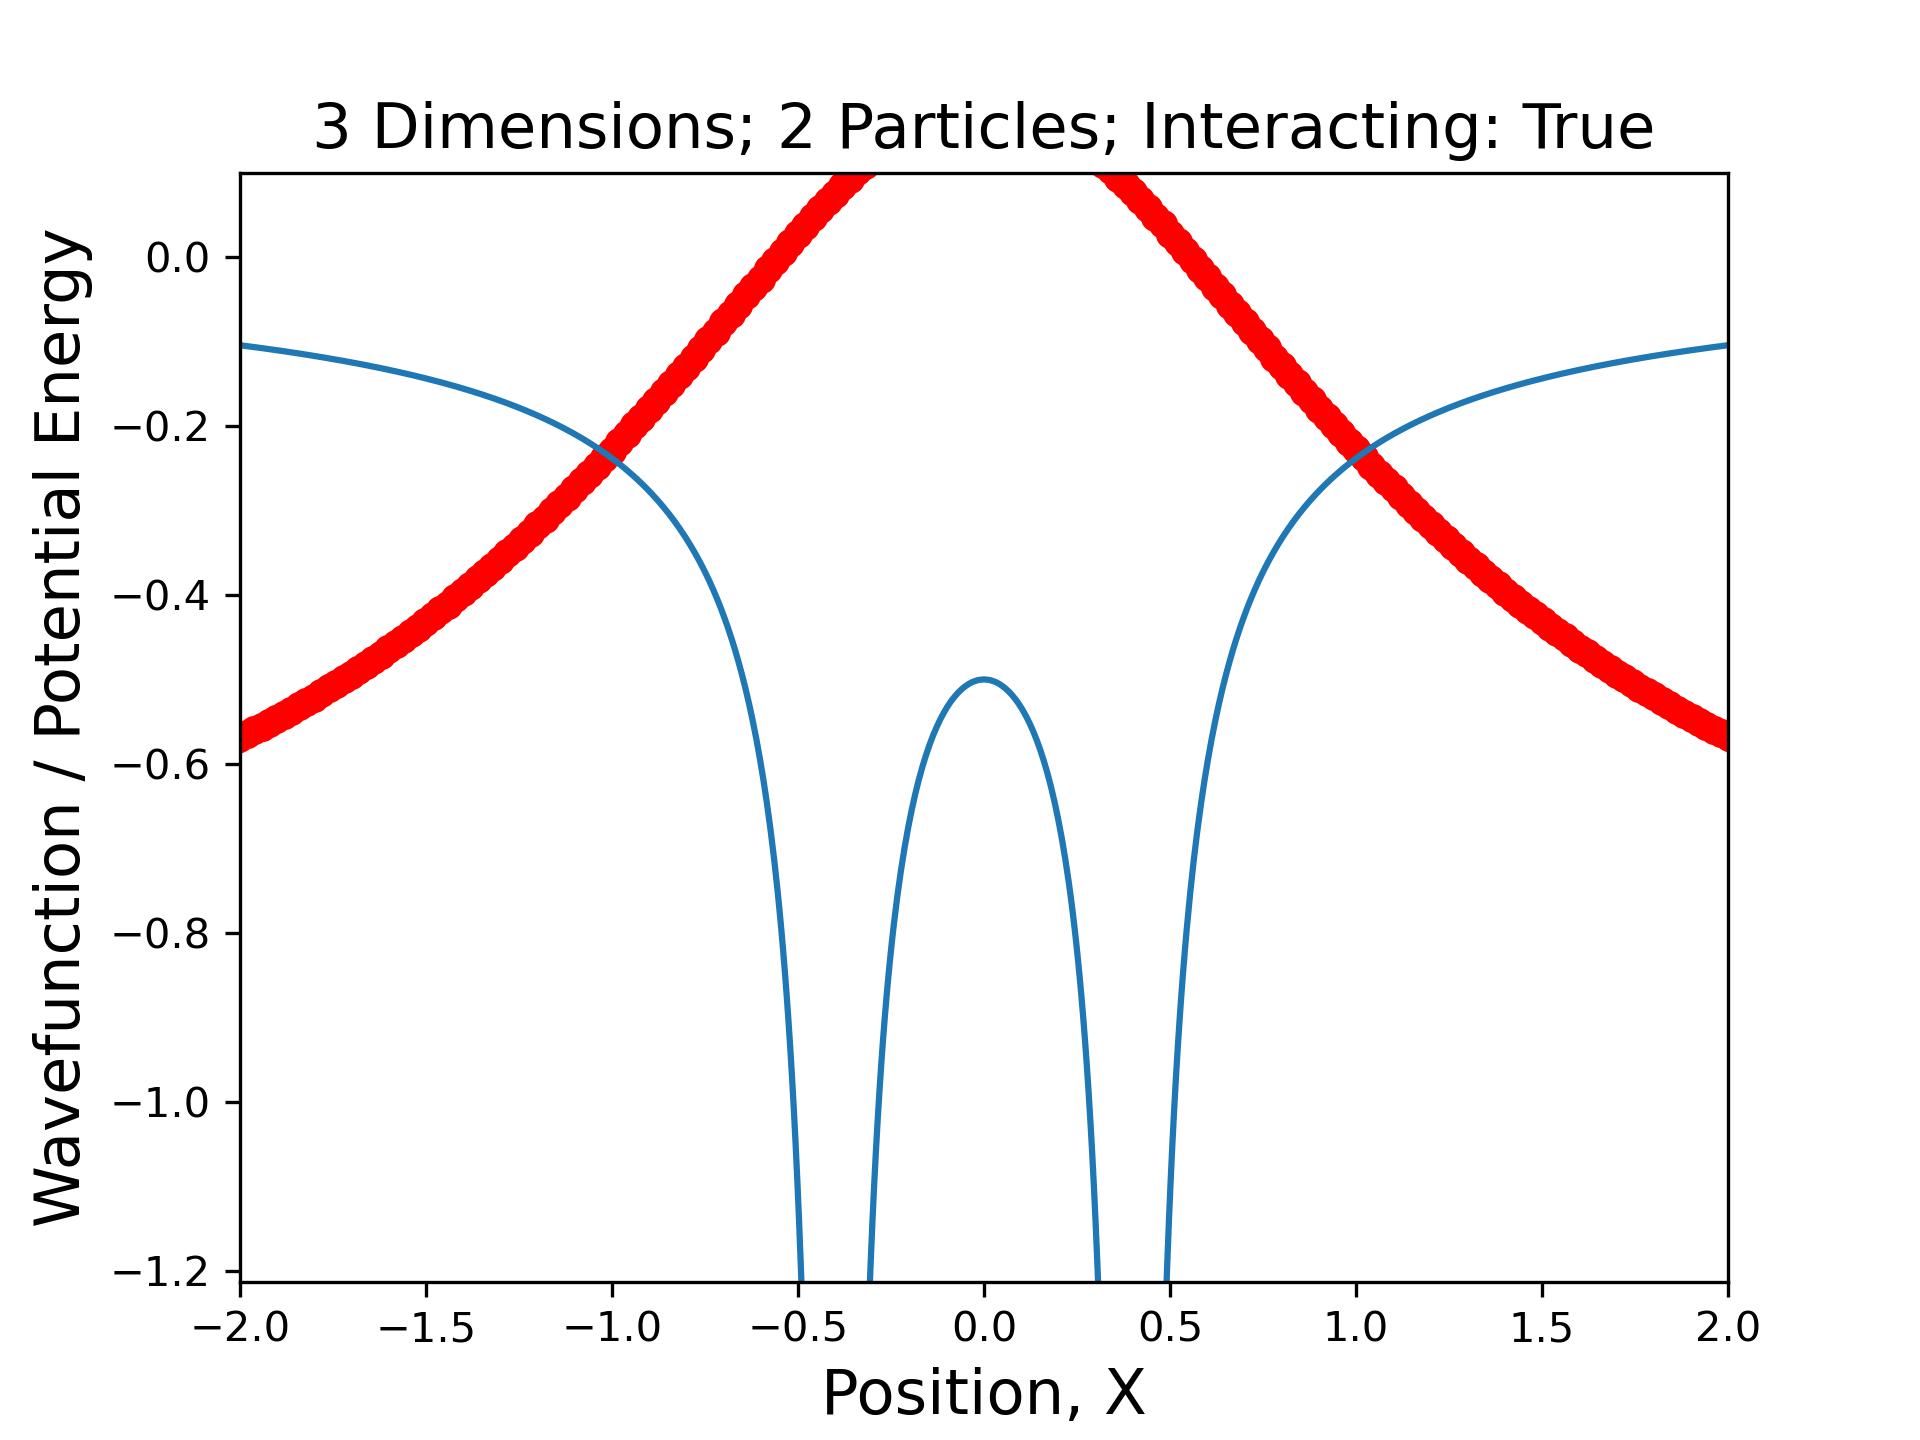 3 Dimensions; 2 Particles; Interacting: True
Wavefunction / Potential Energy
0.0
−0.2
−0.4
−0.6
−0.8
−1.0
−1.2
−2.0 −1.5 −1.0 −0.5 0.0 0.5 1.0 1.5 2.0
Position, X